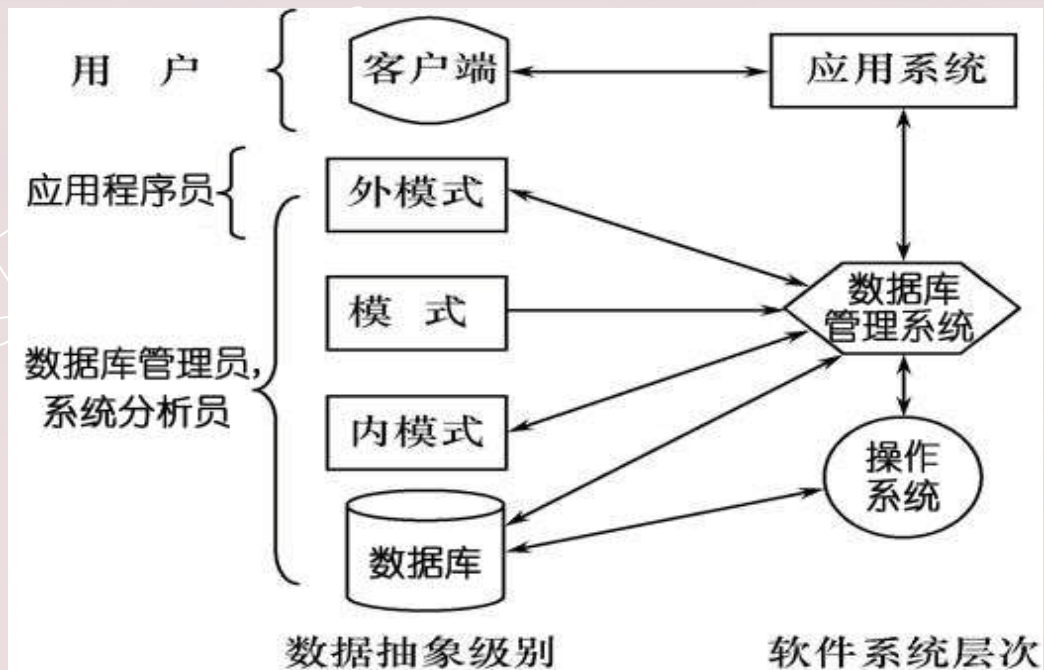 用 户
客户端
应用系统
应用程序员
外模式
模 式
数据库
管理系统
数据库管理员,
系统分析员
内模式
操作
系统
数据库
数据抽象级别
软件系统层次